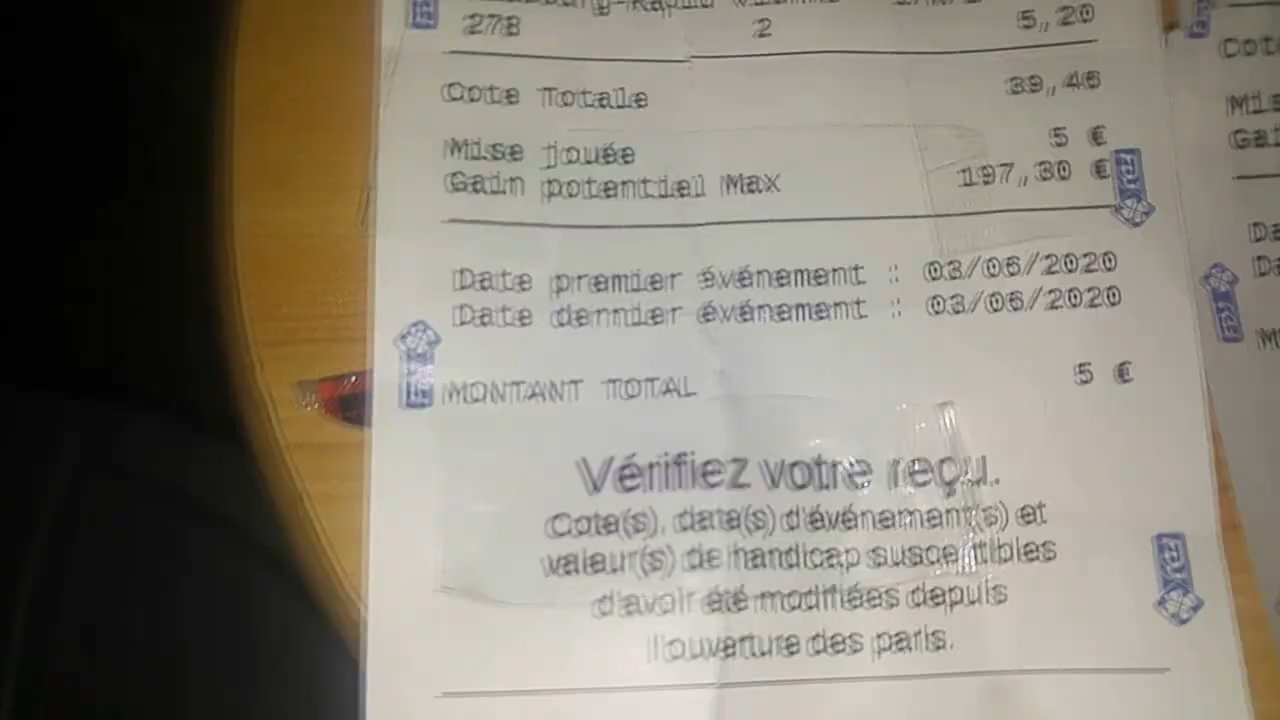 278 2 5,20
Cote Totale 39,46
Mise jouée 5 €
Gain potentiel Max 197,30 €
Date premier événement : 03/06/2020
Date dernier événement : 03/06/2020
MONTANT TOTAL 5 €
Vérifiez votre reçu.
Cote(s), date(s) d'événement(s) et
valeur(s) de handicap susceptibles
d'avoir été modifiées depuis
l'ouverture des paris.